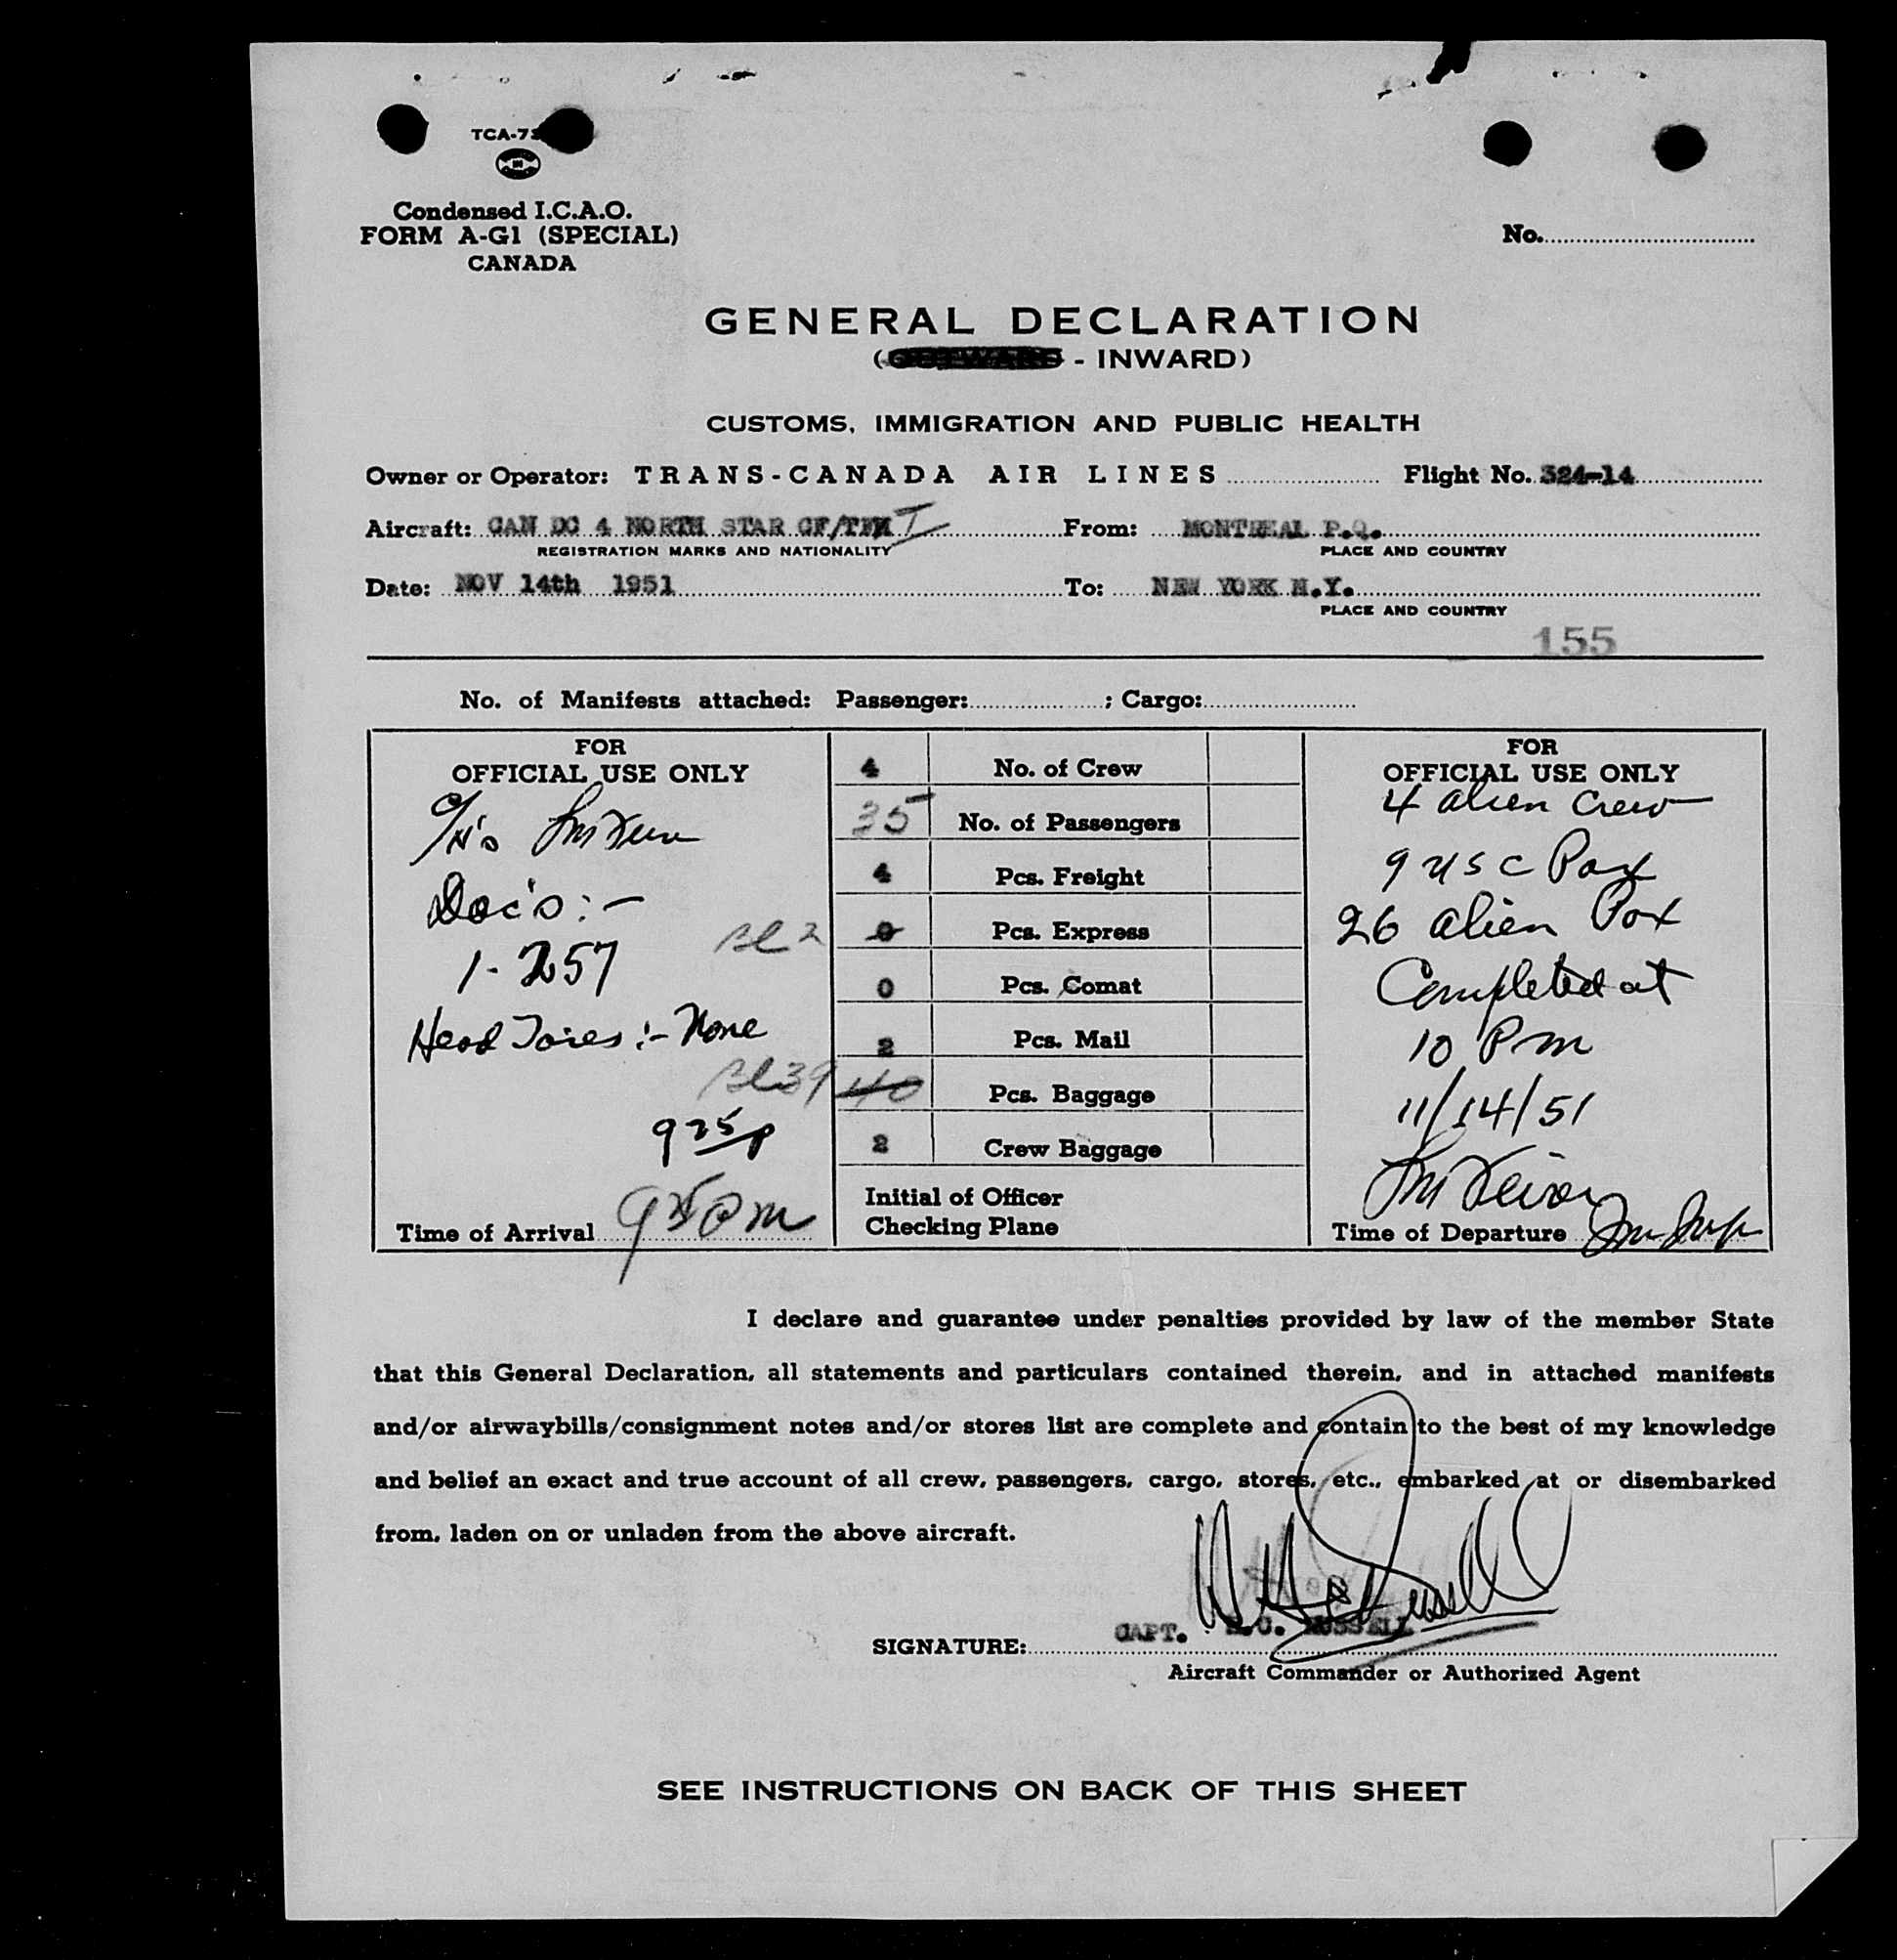 TCA-7
Condensed I.C.A.O.
FORM A-G1 (SPECIAL)
CANADA
No.
GENERAL DECLARATION
( - INWARD)
CUSTOMS, IMMIGRATION AND PUBLIC HEALTH
Owner or Operator: TRANS-CANADA AIR LINES Flight No. 324-14
Aircraft: CAN DC 4 NORTH STAR CF/ From: MONTREAL P.Q.
REGISTRATION MARKS AND NATIONALITY PLACE AND COUNTRY
Date: NOV 14th 1951 To: NEW YORK N.Y.
PLACE AND COUNTRY
155
No. of Manifests attached: Passenger: ; Cargo:
FOR
OFFICIAL USE ONLY
Doc's:-
1-257
Head Taxes:- None
925p
Time of Arrival 925pm
4 No. of Crew
35 No. of Passengers
4 Pcs. Freight
2 0 Pcs. Express
0 Pcs. Comat
2 Pcs. Mail
39 40 Pcs. Baggage
2 Crew Baggage
Initial of Officer
Checking Plane
FOR
OFFICIAL USE ONLY
4 alien crew
9 USC Pax
26 alien Pax
Completed at
10 Pm
11/14/51
Time of Departure
I declare and guarantee under penalties provided by law of the member State
that this General Declaration, all statements and particulars contained therein, and in attached manifests
and/or airwaybills/consignment notes and/or stores list are complete and contain to the best of my knowledge
and belief an exact and true account of all crew, passengers, cargo, stores, etc., embarked at or disembarked
from, laden on or unladen from the above aircraft.
SIGNATURE: CAPT. RUSSELL
Aircraft Commander or Authorized Agent
SEE INSTRUCTIONS ON BACK OF THIS SHEET